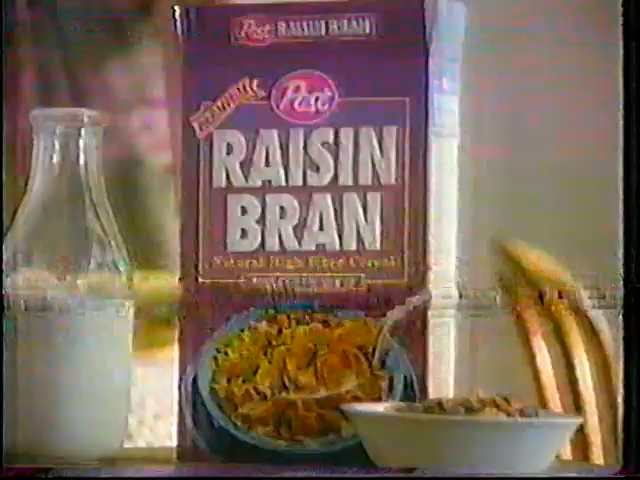 Post RAISIN BRAN
Post
RAISIN
BRAN
Natural High Fiber Cereal